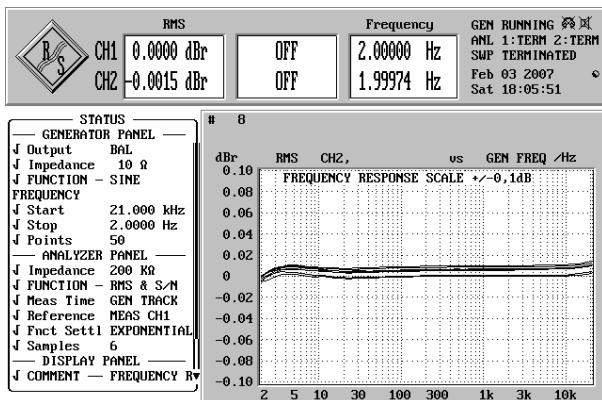 RMS
Frequency
GEN RUNNING
R S
CH1 0.0000 dBr
OFF
2.00000 Hz
ANL 1:TERM 2:TERM
SWP TERMINATED
CH2 -0.0015 dBr
OFF
1.99974 Hz
Feb 03 2007
Sat 18:05:51
STATUS
GENERATOR PANEL
Output BAL
Impedance 10 Ω
FUNCTION - SINE
FREQUENCY
Start 21.000 kHz
Stop 2.0000 Hz
Points 50
ANALYZER PANEL
Impedance 200 KΩ
FUNCTION - RMS & S/N
Meas Time GEN TRACK
Reference MEAS CH1
Fnct Settl EXPONENTIAL
Samples 6
DISPLAY PANEL
COMMENT — FREQUENCY R
# 8
dBr RMS CH2, vs GEN FREQ /Hz
FREQUENCY RESPONSE SCALE +/-0,1dB
0.10
0.08
0.06
0.04
0.02
0
-0.02
-0.04
-0.06
-0.08
-0.10
2 5 10 30 100 300 1k 3k 10k